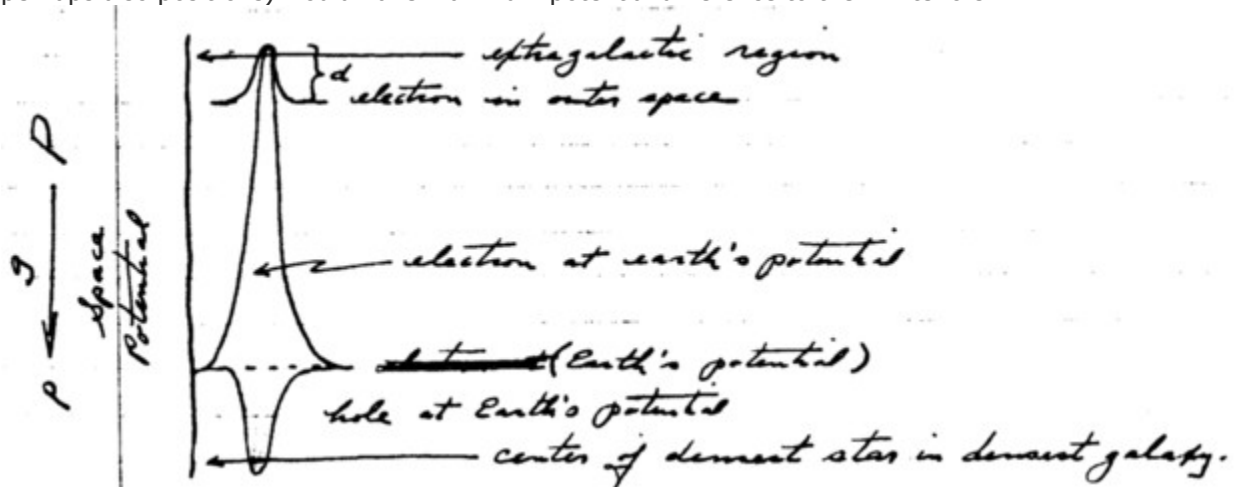 extragalactic region
d
electron in outer space
P
g
Space
Potential
electron at earth's potential
(Earth's potential)
p
hole at Earth's potential
center of densest star in densest galaxy.